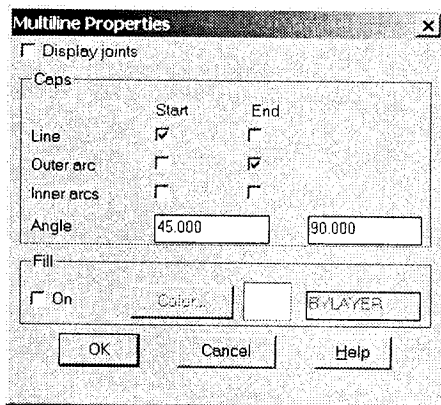 Multiline Properties
Display joints
Caps
Start End
Line
Outer arc
Inner arcs
Angle 45.000 90.000
Fill
On Color... BYLAYER
OK Cancel Help